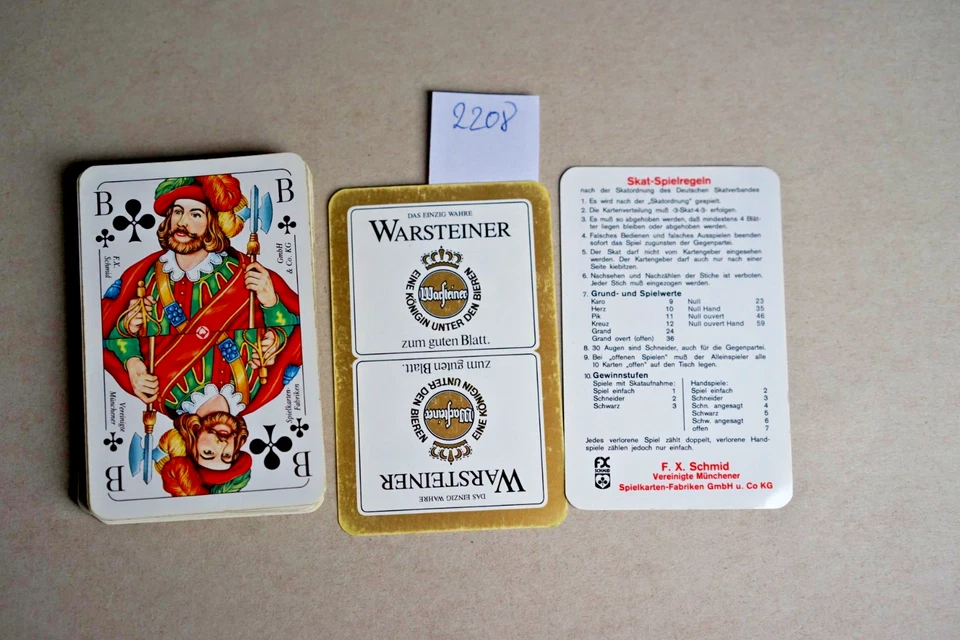 2208
B
B
F.X.
Schmid
GmbH
& Co. KG
Vereinigte
Münchener
Spielkarten
Fabriken
B
B
DAS EINZIG WAHRE
WARSTEINER
EINE KÖNIGIN UNTER DEN BIEREN
Warsteiner
zum guten Blatt.
zum guten Blatt.
EINE KÖNIGIN UNTER DEN BIEREN
Warsteiner
WARSTEINER
DAS EINZIG WAHRE
Skat-Spielregeln
nach der Skatordnung des Deutschen Skatverbandes
1. Es wird nach der „Skatordnung" gespielt.
2. Die Kartenverteilung muß ‹3-Skat-4-3› erfolgen.
3. Es muß so abgehoben werden, daß mindestens 4 Blät-
ter liegen bleiben oder abgehoben werden.
4. Falsches Bedienen und falsches Ausspielen beenden
sofort das Spiel zugunsten der Gegenpartei.
5. Der Skat darf nicht vom Kartengeber eingesehen
werden. Der Kartengeber darf auch nur nach einer
Seite kiebitzen.
6. Nachsehen und Nachzählen der Stiche ist verboten.
Jeder Stich muß eingezogen werden.
7. Grund- und Spielwerte
Karo 9 Null 23
Herz 10 Null Hand 35
Pik 11 Null ouvert 46
Kreuz 12 Null ouvert Hand 59
Grand 24
Grand overt (offen) 36
8. 30 Augen sind Schneider, auch für die Gegenpartei.
9. Bei „offenen Spielen" muß der Alleinspieler alle
10 Karten „offen" auf den Tisch legen.
10. Gewinnstufen
Spiele mit Skataufnahme: Handspiele:
Spiel einfach 1 Spiel einfach 2
Schneider 2 Schneider 3
Schwarz 3 Schn. angesagt 4
Schwarz 5
Schw. angesagt 6
offen 7
Jedes verlorene Spiel zählt doppelt, verlorene Hand-
spiele zählen jedoch nur einfach.
FX
SCHMID
F. X. Schmid
Vereinigte Münchener
Spielkarten-Fabriken GmbH u. Co KG